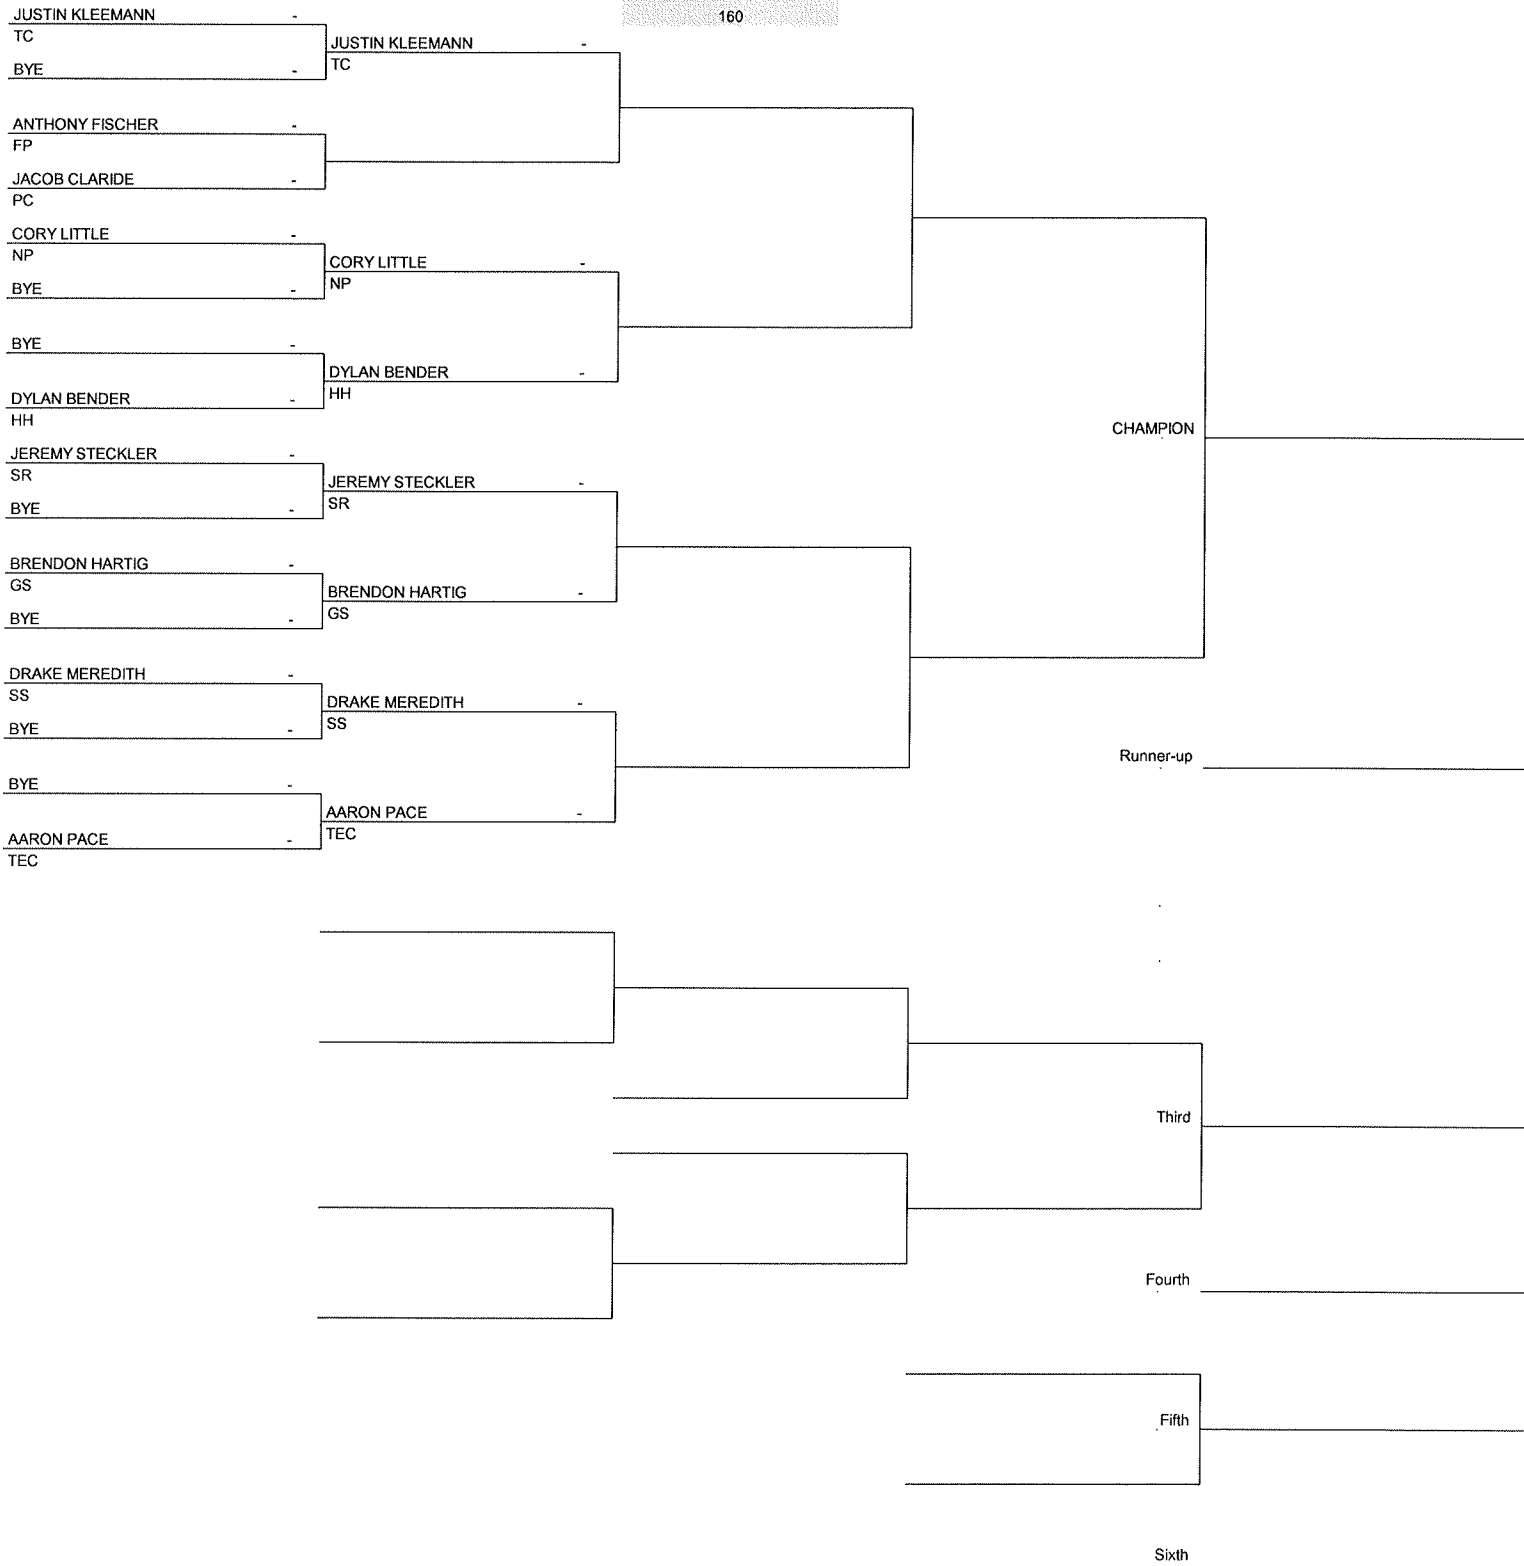 160
JUSTIN KLEEMANN -
TC
BYE -
JUSTIN KLEEMANN -
TC
ANTHONY FISCHER -
FP
JACOB CLARIDE -
PC
CORY LITTLE -
NP
BYE -
CORY LITTLE -
NP
BYE -
DYLAN BENDER -
HH
DYLAN BENDER -
HH
JEREMY STECKLER -
SR
BYE -
JEREMY STECKLER -
SR
BRENDON HARTIG -
GS
BYE -
BRENDON HARTIG -
GS
DRAKE MEREDITH -
SS
BYE -
DRAKE MEREDITH -
SS
BYE -
AARON PACE -
TEC
AARON PACE -
TEC
CHAMPION
Runner-up
Third
Fourth
Fifth
Sixth